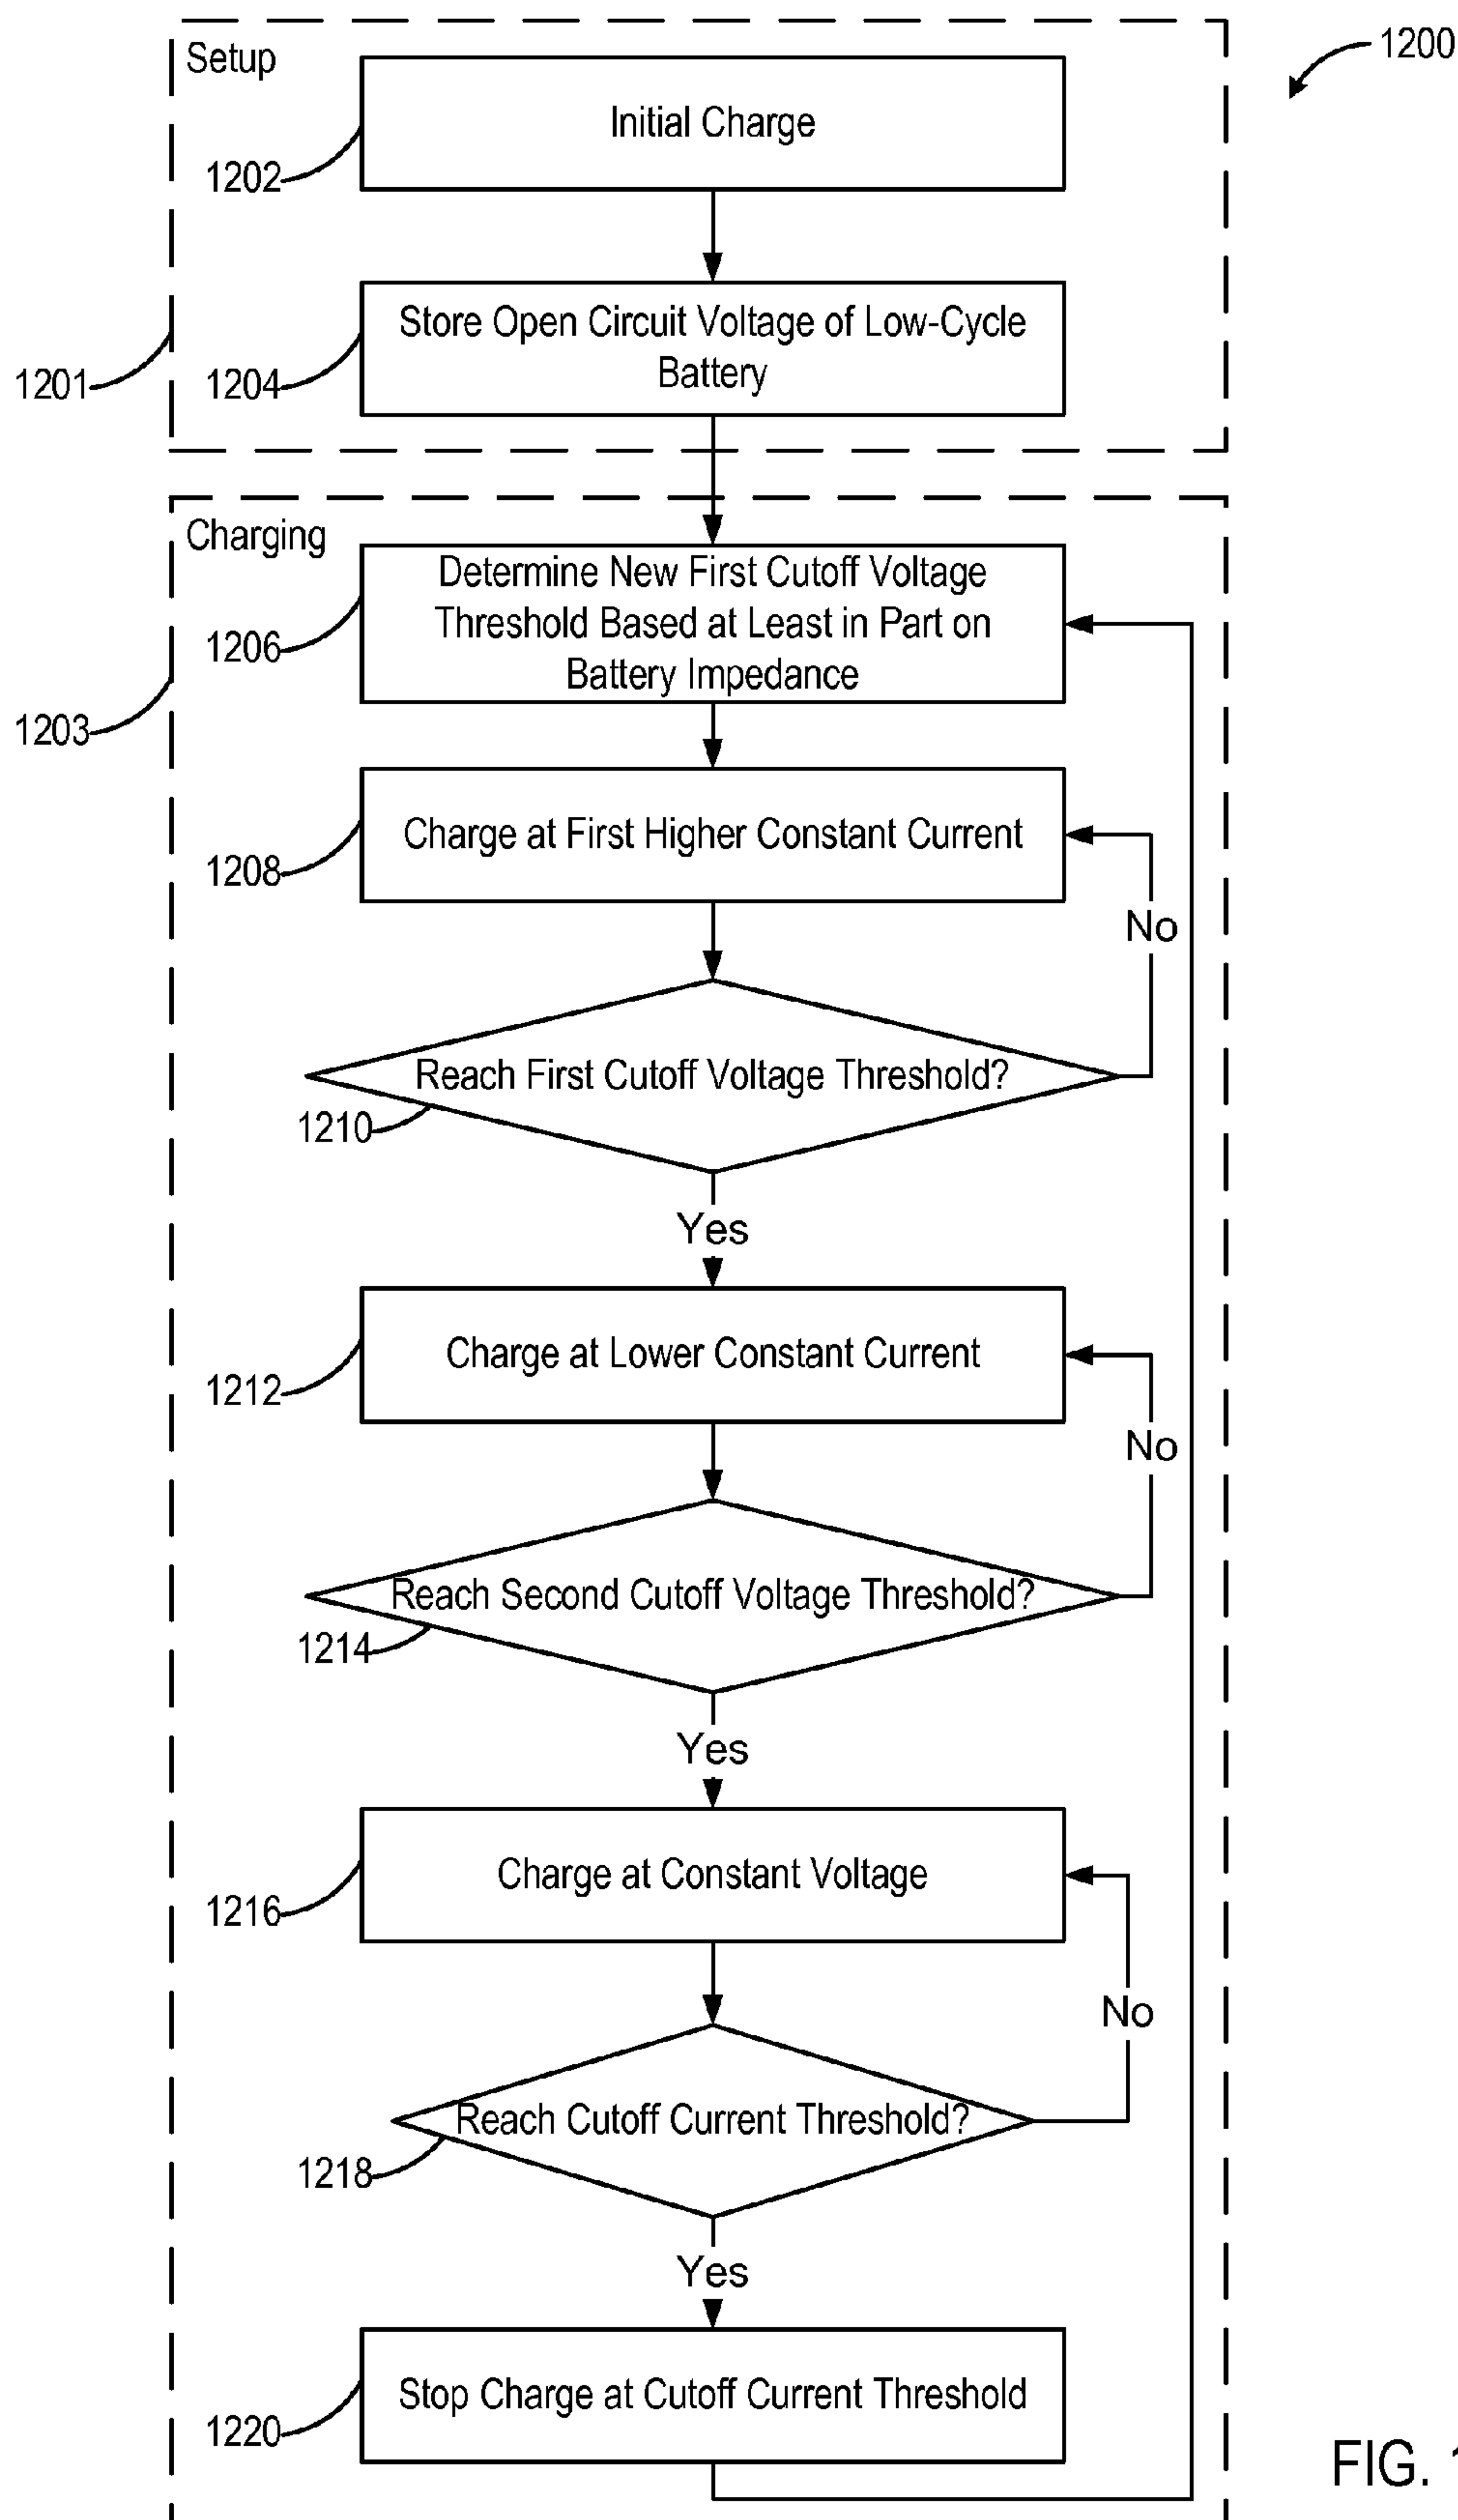 1200
Setup
Initial Charge
1202
Store Open Circuit Voltage of Low-Cycle
Battery
1201
1204
Charging
Determine New First Cutoff Voltage
Threshold Based at Least in Part on
Battery Impedance
1206
1203
Charge at First Higher Constant Current
1208
No
Reach First Cutoff Voltage Threshold?
1210
Yes
Charge at Lower Constant Current
1212
No
Reach Second Cutoff Voltage Threshold?
1214
Yes
Charge at Constant Voltage
1216
No
Reach Cutoff Current Threshold?
1218
Yes
Stop Charge at Cutoff Current Threshold
1220
FIG.